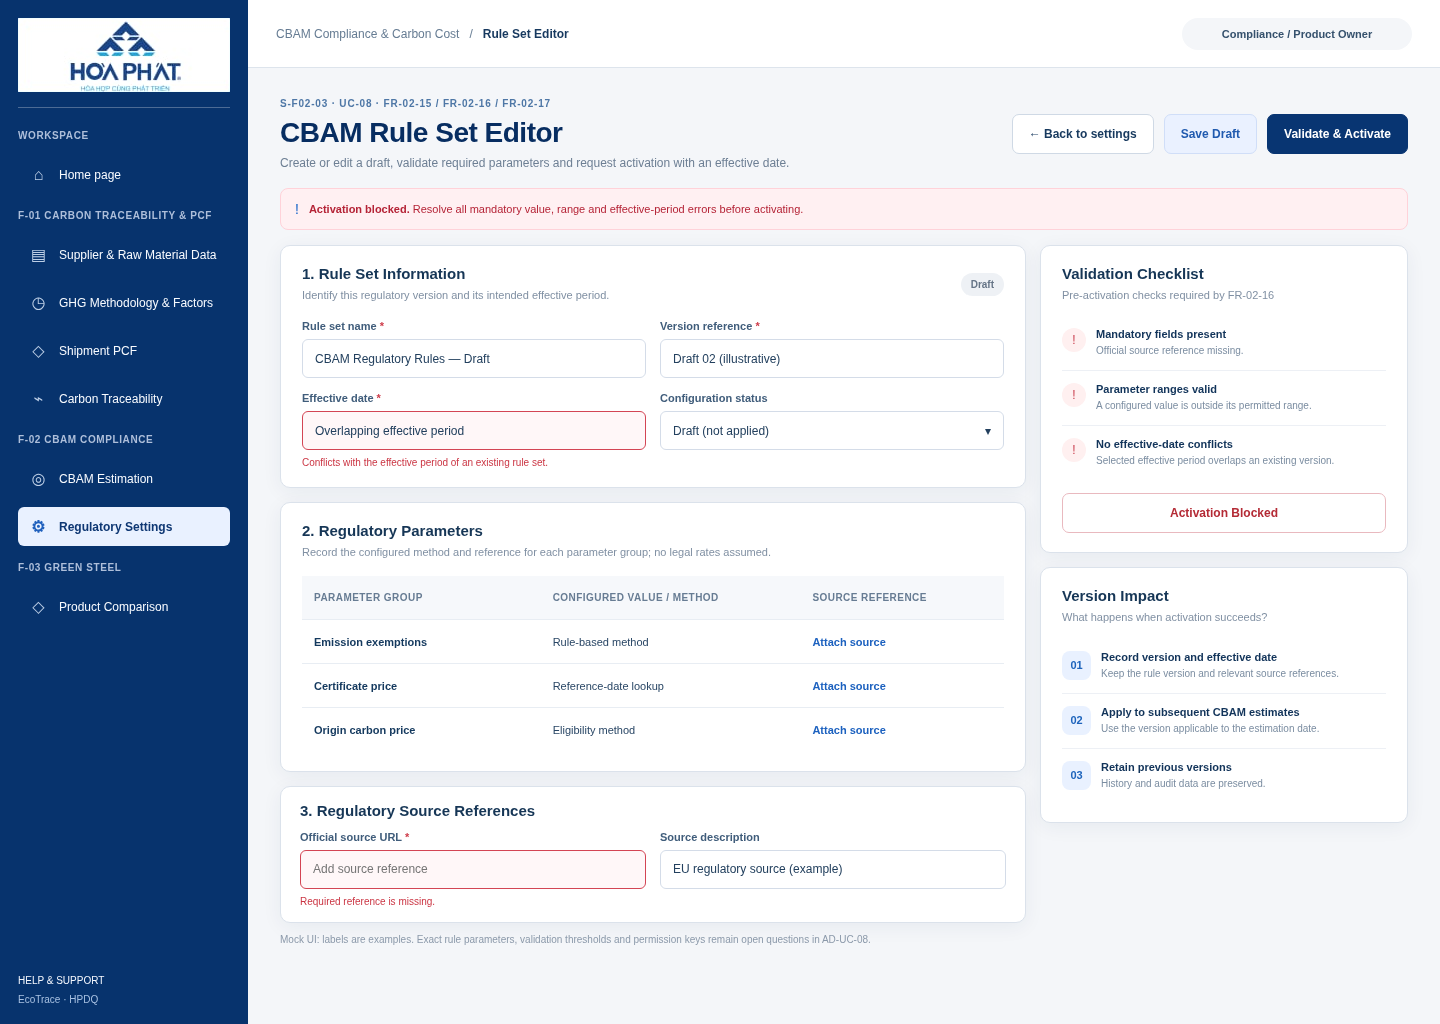 HÒA PHÁT
HÒA HỢP CÙNG PHÁT TRIỂN
WORKSPACE
Home page
F-01 CARBON TRACEABILITY & PCF
Supplier & Raw Material Data
GHG Methodology & Factors
Shipment PCF
Carbon Traceability
F-02 CBAM COMPLIANCE
CBAM Estimation
Regulatory Settings
F-03 GREEN STEEL
Product Comparison
HELP & SUPPORT
EcoTrace · HPDQ
CBAM Compliance & Carbon Cost / Rule Set Editor
Compliance / Product Owner
S-F02-03 · UC-08 · FR-02-15 / FR-02-16 / FR-02-17
CBAM Rule Set Editor
Create or edit a draft, validate required parameters and request activation with an effective date.
← Back to settings
Save Draft
Validate & Activate
! Activation blocked. Resolve all mandatory value, range and effective-period errors before activating.
1. Rule Set Information
Identify this regulatory version and its intended effective period.
Draft
Rule set name *
CBAM Regulatory Rules — Draft
Version reference *
Draft 02 (illustrative)
Effective date *
Overlapping effective period
Conflicts with the effective period of an existing rule set.
Configuration status
Draft (not applied) ▾
2. Regulatory Parameters
Record the configured method and reference for each parameter group; no legal rates assumed.
PARAMETER GROUP CONFIGURED VALUE / METHOD SOURCE REFERENCE
Emission exemptions Rule-based method Attach source
Certificate price Reference-date lookup Attach source
Origin carbon price Eligibility method Attach source
3. Regulatory Source References
Official source URL *
Add source reference
Required reference is missing.
Source description
EU regulatory source (example)
Mock UI: labels are examples. Exact rule parameters, validation thresholds and permission keys remain open questions in AD-UC-08.
Validation Checklist
Pre-activation checks required by FR-02-16
! Mandatory fields present
Official source reference missing.
! Parameter ranges valid
A configured value is outside its permitted range.
! No effective-date conflicts
Selected effective period overlaps an existing version.
Activation Blocked
Version Impact
What happens when activation succeeds?
01 Record version and effective date
Keep the rule version and relevant source references.
02 Apply to subsequent CBAM estimates
Use the version applicable to the estimation date.
03 Retain previous versions
History and audit data are preserved.